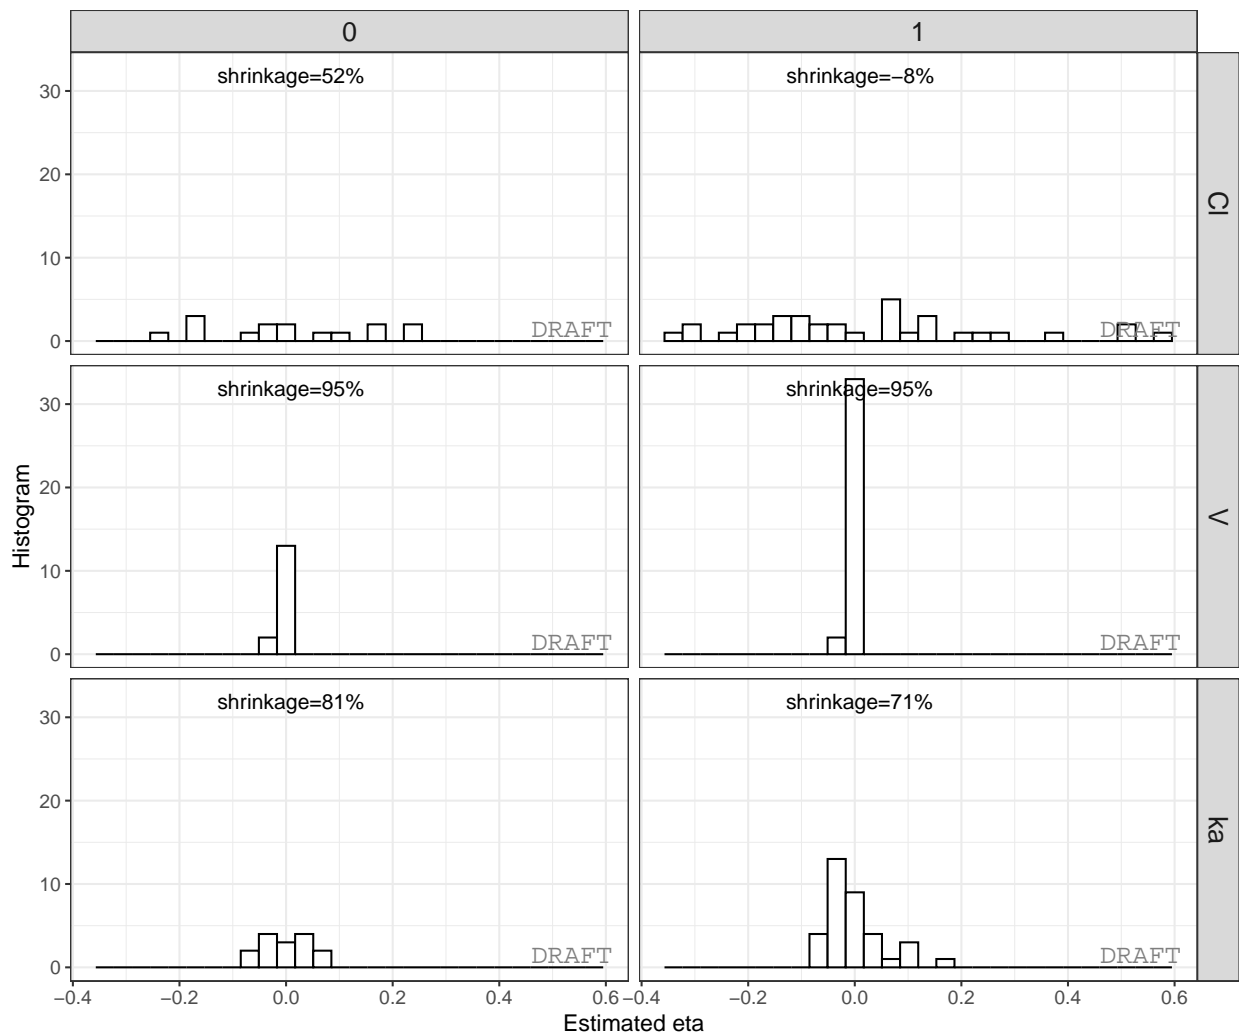 0
1
shrinkage=52%
shrinkage=−8%
30
20
10
0
DRAFT
DRAFT
Cl
shrinkage=95%
shrinkage=95%
30
20
10
0
DRAFT
DRAFT
V
Histogram
shrinkage=81%
shrinkage=71%
30
20
10
0
DRAFT
DRAFT
ka
−0.4 −0.2 0.0 0.2 0.4 0.6
−0.4 −0.2 0.0 0.2 0.4 0.6
Estimated eta